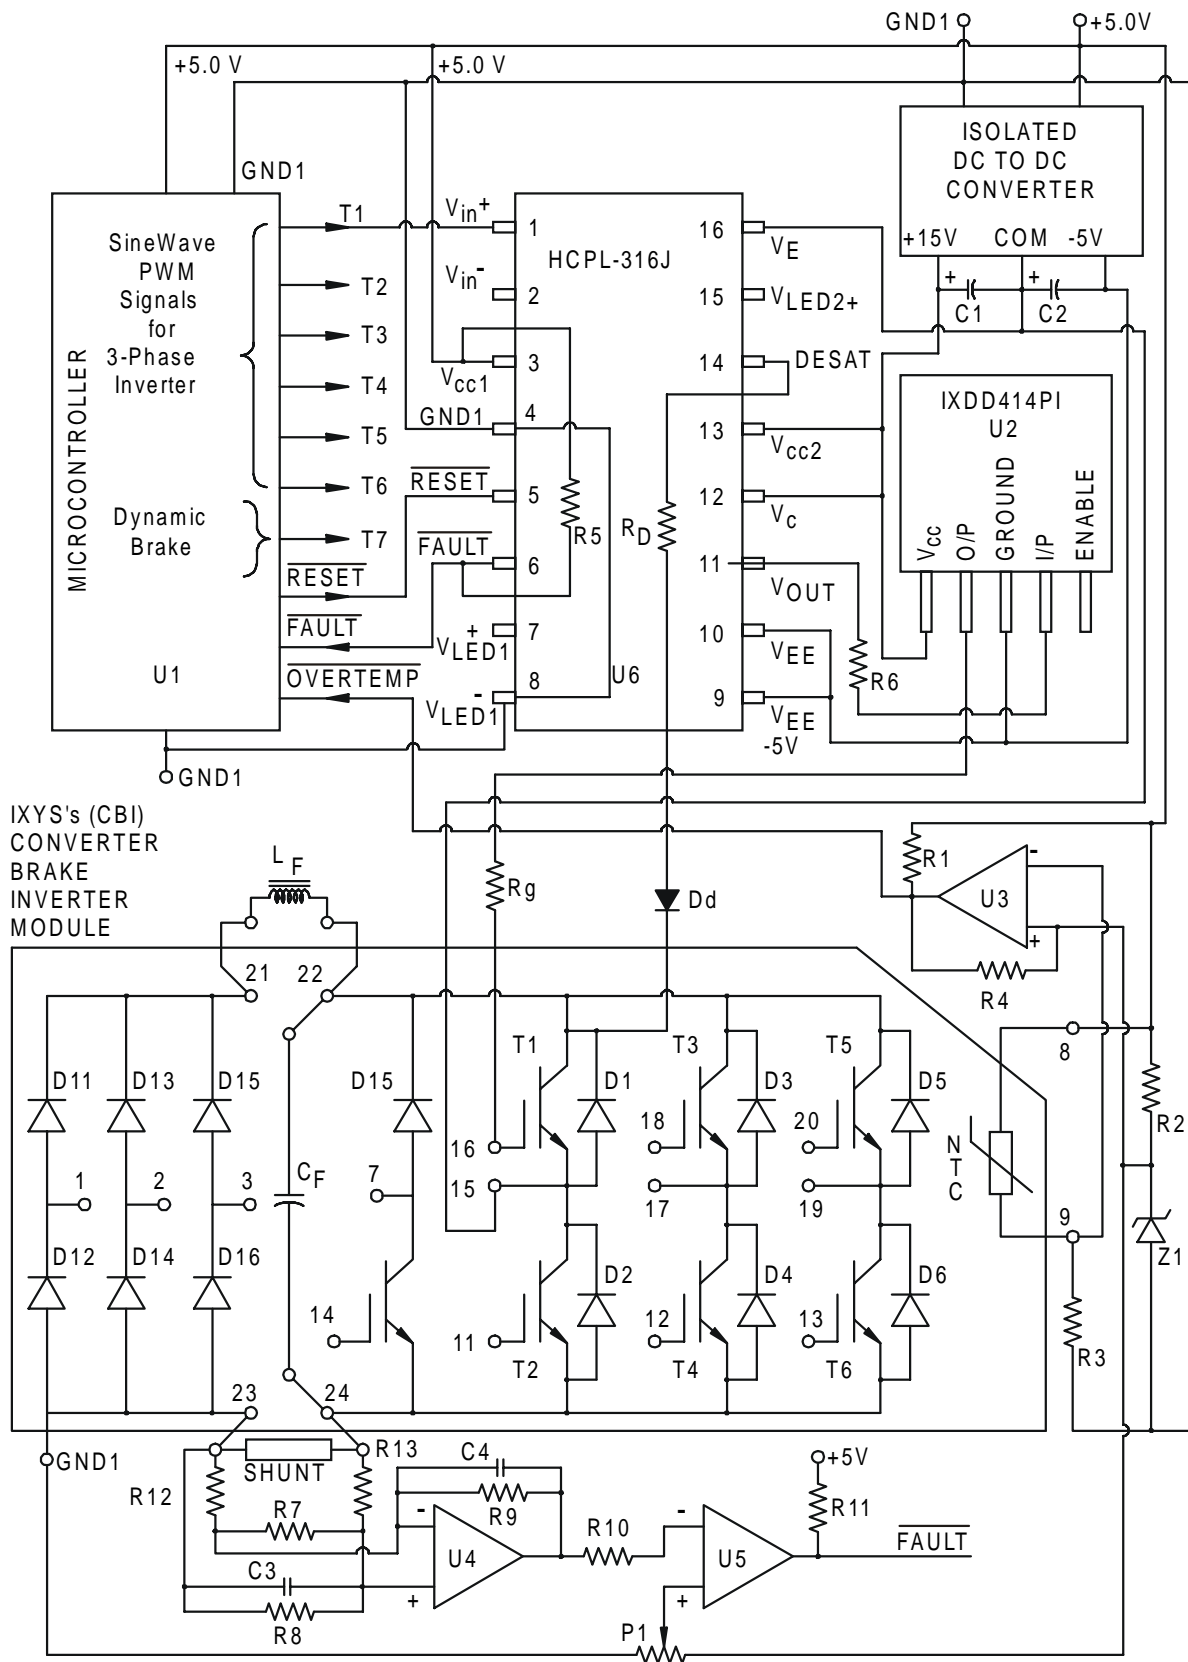 GND1
+5.0V
+5.0 V
+5.0 V
GND1
ISOLATED
DC TO DC
CONVERTER
+15V COM -5V
+ C1
+ C2
MICROCONTROLLER
SineWave
PWM
Signals
for
3-Phase
Inverter
Dynamic
Brake
U1
T1
T2
T3
T4
T5
T6
T7
RESET
FAULT
OVERTEMP
GND1
HCPL-316J
Vin+
1
Vin-
2
Vcc1
3
GND1
4
RESET
5
FAULT
6
+
VLED1
7
-
VLED1
8
R5
U6
16
VE
15
VLED2+
14
DESAT
13
Vcc2
12
Vc
11
VOUT
10
VEE
9
VEE
-5V
RD
R6
IXDD414PI
U2
Vcc
O/P
GROUND
I/P
ENABLE
IXYS's (CBI)
CONVERTER
BRAKE
INVERTER
MODULE
LF
Rg
Dd
R1
-
U3
+
R4
21
22
D11
D13
D15
D15
T1
D1
T3
D3
T5
D5
8
R2
16
18
20
NTC
1
2
3
CF
7
15
17
19
9
Z1
D12
D14
D16
D2
D4
D6
14
11
12
13
T2
T4
T6
R3
23
24
GND1
SHUNT
R13
R12
R7
C3
R8
C4
R9
-
U4
+
R10
-
U5
+
P1
+5V
R11
FAULT